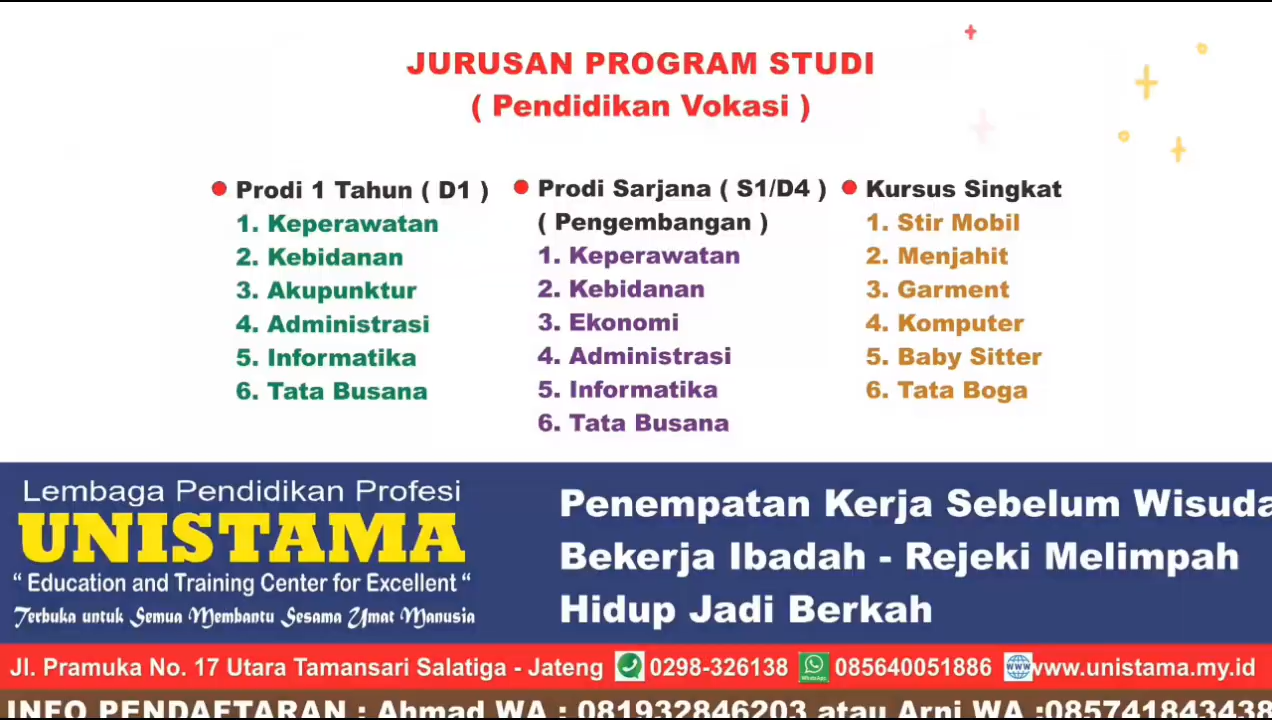 JURUSAN PROGRAM STUDI
( Pendidikan Vokasi )
Prodi 1 Tahun ( D1 )
1. Keperawatan
2. Kebidanan
3. Akupunktur
4. Administrasi
5. Informatika
6. Tata Busana
Prodi Sarjana ( S1/D4 )
( Pengembangan )
1. Keperawatan
2. Kebidanan
3. Ekonomi
4. Administrasi
5. Informatika
6. Tata Busana
Kursus Singkat
1. Stir Mobil
2. Menjahit
3. Garment
4. Komputer
5. Baby Sitter
6. Tata Boga
Lembaga Pendidikan Profesi
UNISTAMA
“ Education and Training Center for Excellent “
Terbuka untuk Semua Membantu Sesama Umat Manusia
Penempatan Kerja Sebelum Wisuda
Bekerja Ibadah - Rejeki Melimpah
Hidup Jadi Berkah
Jl. Pramuka No. 17 Utara Tamansari Salatiga - Jateng 0298-326138 WhatsApp 085640051886 www www.unistama.my.id
INFO PENDAFTARAN : Ahmad WA : 081932846203 atau Arni WA :085741843438